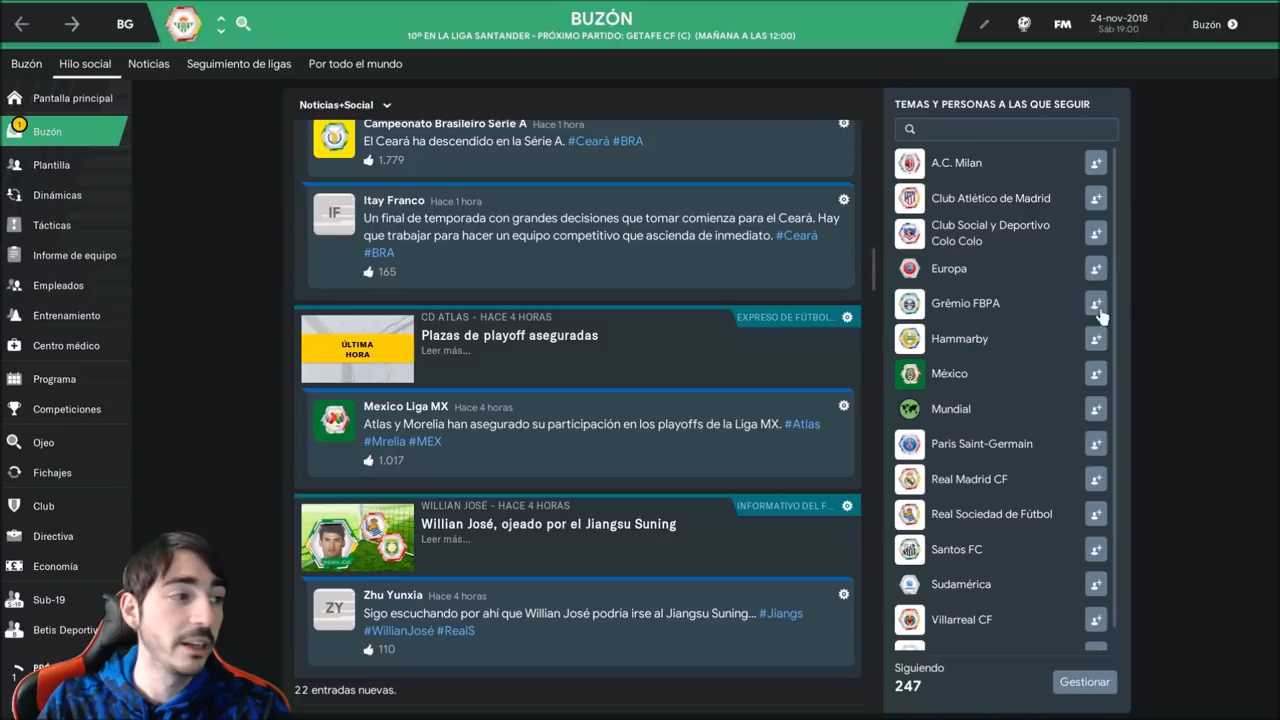 BG
BUZÓN
10º EN LA LIGA SANTANDER - PRÓXIMO PARTIDO: GETAFE CF (C) (MAÑANA A LAS 12:00)
FM
24-nov-2018
Sáb 19:00
Buzón
Buzón
Hilo social
Noticias
Seguimiento de ligas
Por todo el mundo
Pantalla principal
1
Buzón
Plantilla
Dinámicas
Tácticas
Informe de equipo
Empleados
Entrenamiento
Centro médico
Programa
Competiciones
Ojeo
Fichajes
Club
Directiva
Economía
Sub-19
Betis Deportiv
Noticias+Social
Campeonato Brasileiro Série A Hace 1 hora
El Ceará ha descendido en la Série A. #Ceará #BRA
1.779
IF
Itay Franco Hace 1 hora
Un final de temporada con grandes decisiones que tomar comienza para el Ceará. Hay
que trabajar para hacer un equipo competitivo que ascienda de inmediato. #Ceará
#BRA
165
CD ATLAS - HACE 4 HORAS
EXPRESO DE FÚTBOL...
ÚLTIMA
HORA
Plazas de playoff aseguradas
Leer más...
Mexico Liga MX Hace 4 horas
Atlas y Morelia han asegurado su participación en los playoffs de la Liga MX. #Atlas
#Mrelia #MEX
1.017
WILLIAN JOSÉ - HACE 4 HORAS
INFORMATIVO DEL F...
Willian José, ojeado por el Jiangsu Suning
Leer más...
ZY
Zhu Yunxia Hace 4 horas
Sigo escuchando por ahí que Willian José podría irse al Jiangsu Suning... #Jiangs
#WillianJosé #RealS
110
22 entradas nuevas.
TEMAS Y PERSONAS A LAS QUE SEGUIR
A.C. Milan
Club Atlético de Madrid
Club Social y Deportivo
Colo Colo
Europa
Grêmio FBPA
Hammarby
México
Mundial
Paris Saint-Germain
Real Madrid CF
Real Sociedad de Fútbol
Santos FC
Sudamérica
Villarreal CF
Siguiendo
247
Gestionar